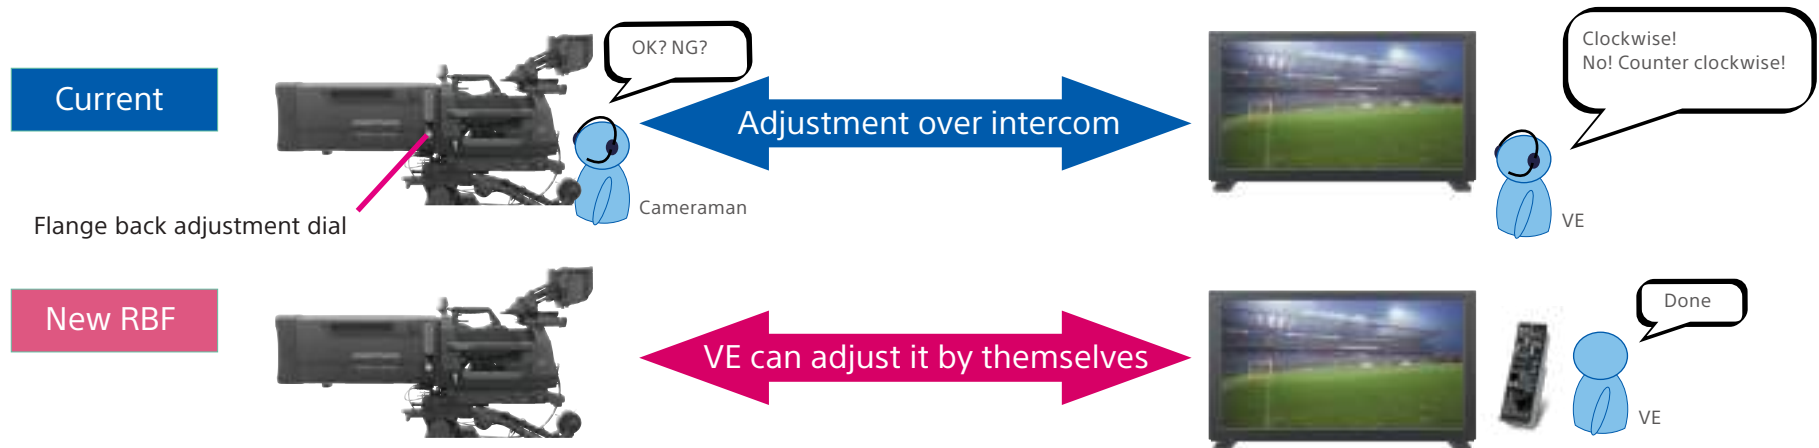 Current
OK? NG?
Adjustment over intercom
Clockwise!
No! Counter clockwise!
Cameraman
VE
Flange back adjustment dial
New RBF
VE can adjust it by themselves
Done
VE